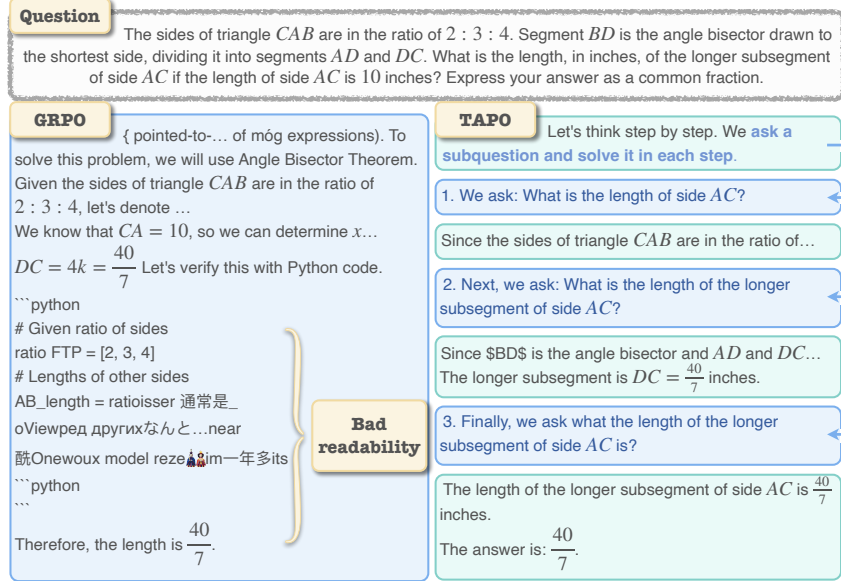 Question
The sides of triangle CAB are in the ratio of 2 : 3 : 4. Segment BD is the angle bisector drawn to
the shortest side, dividing it into segments AD and DC. What is the length, in inches, of the longer subsegment
of side AC if the length of side AC is 10 inches? Express your answer as a common fraction.
GRPO
{ pointed-to-… of móg expressions). To
solve this problem, we will use Angle Bisector Theorem.
Given the sides of triangle CAB are in the ratio of
2 : 3 : 4, let's denote …
We know that CA = 10, so we can determine x…
DC = 4k = 40/7 Let's verify this with Python code.
```python
# Given ratio of sides
ratio FTP = [2, 3, 4]
# Lengths of other sides
AB_length = ratioisser 通常是_
oViewред другихなんと…near
酰Onewoux model reze🎎im一年多its
```python
```
Therefore, the length is 40/7.
Bad
readability
TAPO
Let's think step by step. We ask a
subquestion and solve it in each step.
1. We ask: What is the length of side AC?
Since the sides of triangle CAB are in the ratio of…
2. Next, we ask: What is the length of the longer
subsegment of side AC?
Since $BD$ is the angle bisector and AD and DC…
The longer subsegment is DC = 40/7 inches.
3. Finally, we ask what the length of the longer
subsegment of side AC is?
The length of the longer subsegment of side AC is 40/7
inches.
The answer is: 40/7.